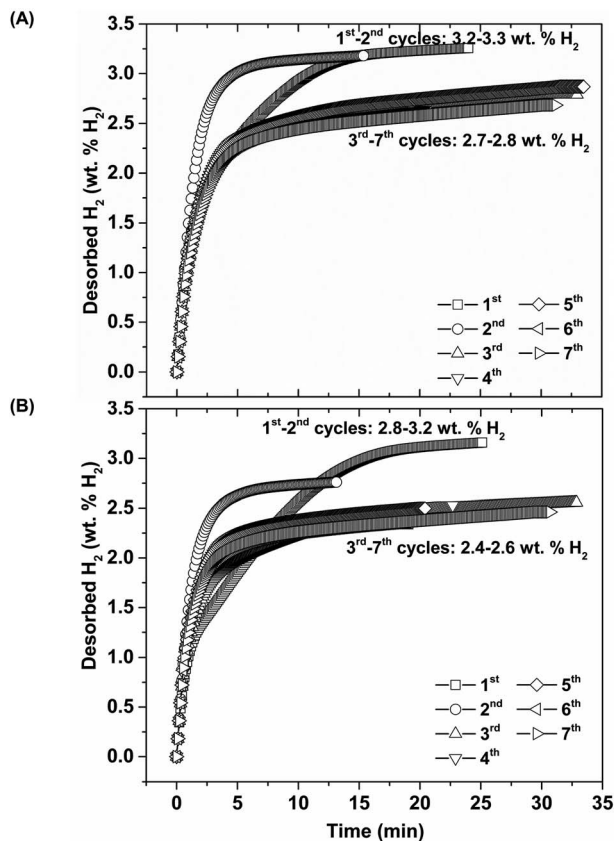 (A)
1st-2nd cycles: 3.2-3.3 wt. % H2
3rd-7th cycles: 2.7-2.8 wt. % H2
Desorbed H2 (wt. % H2)
3.5
3.0
2.5
2.0
1.5
1.0
0.5
0.0
1st
2nd
3rd
4th
5th
6th
7th
(B)
1st-2nd cycles: 2.8-3.2 wt. % H2
3rd-7th cycles: 2.4-2.6 wt. % H2
Desorbed H2 (wt. % H2)
3.5
3.0
2.5
2.0
1.5
1.0
0.5
0.0
1st
2nd
3rd
4th
5th
6th
7th
0 5 10 15 20 25 30 35
Time (min)